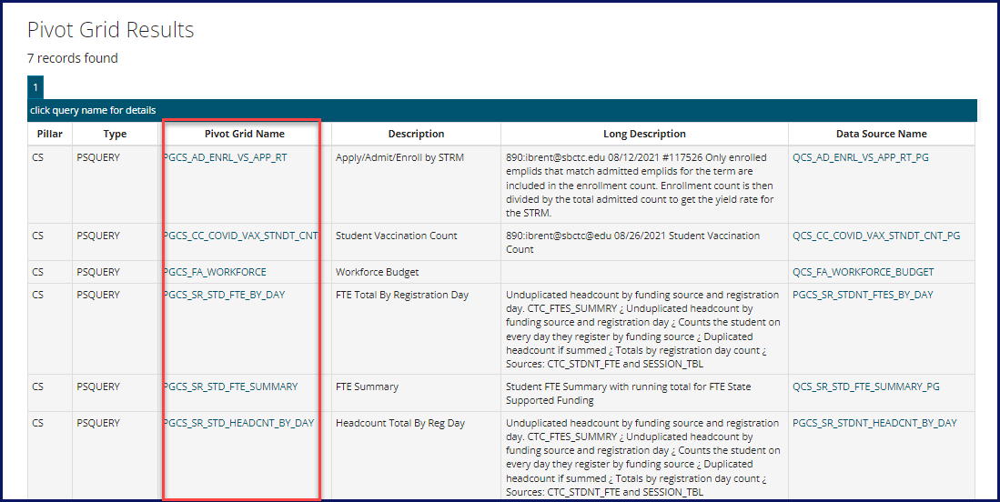 Pivot Grid Results
7 records found
1
click query name for details
Pillar Type Pivot Grid Name Description Long Description Data Source Name
CS PSQUERY PGCS_AD_ENRL_VS_APP_RT Apply/Admit/Enroll by STRM 890:ibrent@sbctc.edu 08/12/2021 #117526 Only enrolled QCS_AD_ENRL_VS_APP_RT_PG
emplids that match admitted emplids for the term are
included in the enrollment count. Enrollment count is then
divided by the total admitted count to get the yield rate for
the STRM.
CS PSQUERY PGCS_CC_COVID_VAX_STNDT_CNT Student Vaccination Count 890:ibrent@sbctc@edu 08/26/2021 Student Vaccination QCS_CC_COVID_VAX_STNDT_CNT_PG
Count
CS PSQUERY PGCS_FA_WORKFORCE Workforce Budget QCS_FA_WORKFORCE_BUDGET
CS PSQUERY PGCS_SR_STD_FTE_BY_DAY FTE Total By Registration Day Unduplicated headcount by funding source and registration PGCS_SR_STDNT_FTES_BY_DAY
day. CTC_FTES_SUMMRY ¿ Unduplicated headcount by
funding source and registration day ¿ Counts the student on
every day they register by funding source ¿ Duplicated
headcount if summed ¿ Totals by registration day count ¿
Sources: CTC_STDNT_FTE and SESSION_TBL
CS PSQUERY PGCS_SR_STD_FTE_SUMMARY FTE Summary Student FTE Summary with running total for FTE State QCS_SR_STD_FTE_SUMMARY_PG
Supported Funding
CS PSQUERY PGCS_SR_STD_HEADCNT_BY_DAY Headcount Total By Reg Day Unduplicated headcount by funding source and registration PGCS_SR_STDNT_HEADCNT_BY_DAY
day. CTC_FTES_SUMMRY ¿ Unduplicated headcount by
funding source and registration day ¿ Counts the student on
every day they register by funding source ¿ Duplicated
headcount if summed ¿ Totals by registration day count ¿
Sources: CTC_STDNT_FTE and SESSION_TBL